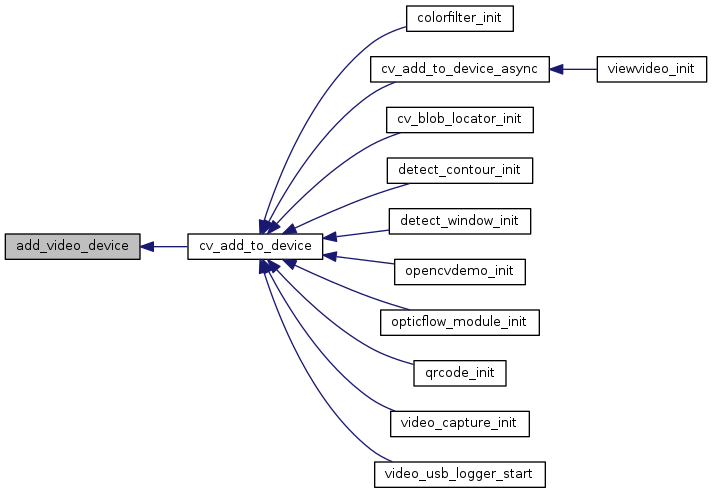 colorfilter_init
cv_add_to_device_async
viewvideo_init
cv_blob_locator_init
detect_contour_init
detect_window_init
add_video_device
cv_add_to_device
opencvdemo_init
opticflow_module_init
qrcode_init
video_capture_init
video_usb_logger_start